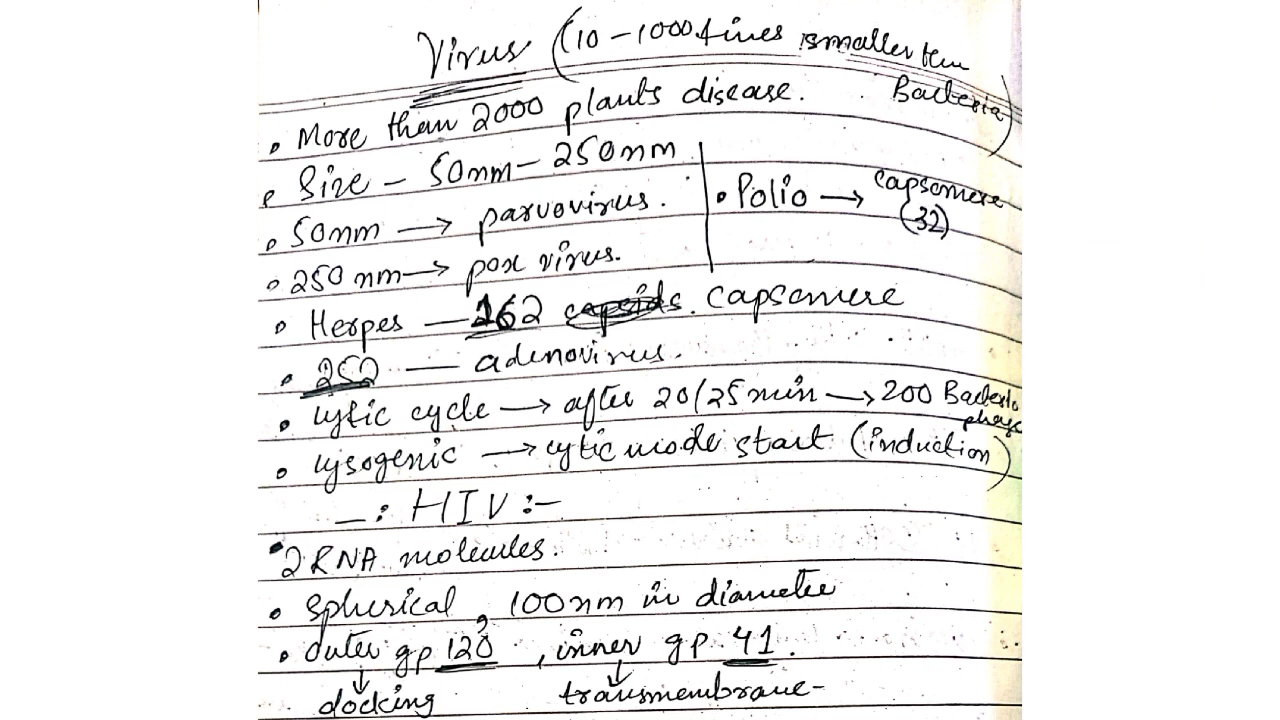 Virus (10-1000 times smaller then
Bacteria)
• More than 2000 plants disease.
• Size - 50nm - 250nm
• 50nm → parvovirus.
• Polio → capsomere
(32)
• 250 nm → pox virus.
• Herpes — 162 capsids. capsomere
• 252 — adenovirus.
• lytic cycle → after 20/25 min → 200 Bacterio
phage
• lysogenic → lytic mode start (induction)
—: HIV :—
• 2 RNA molecules.
• spherical, 100nm in diameter
• outer gp 120, inner gp 41.
↓ ↓
docking transmembrane-